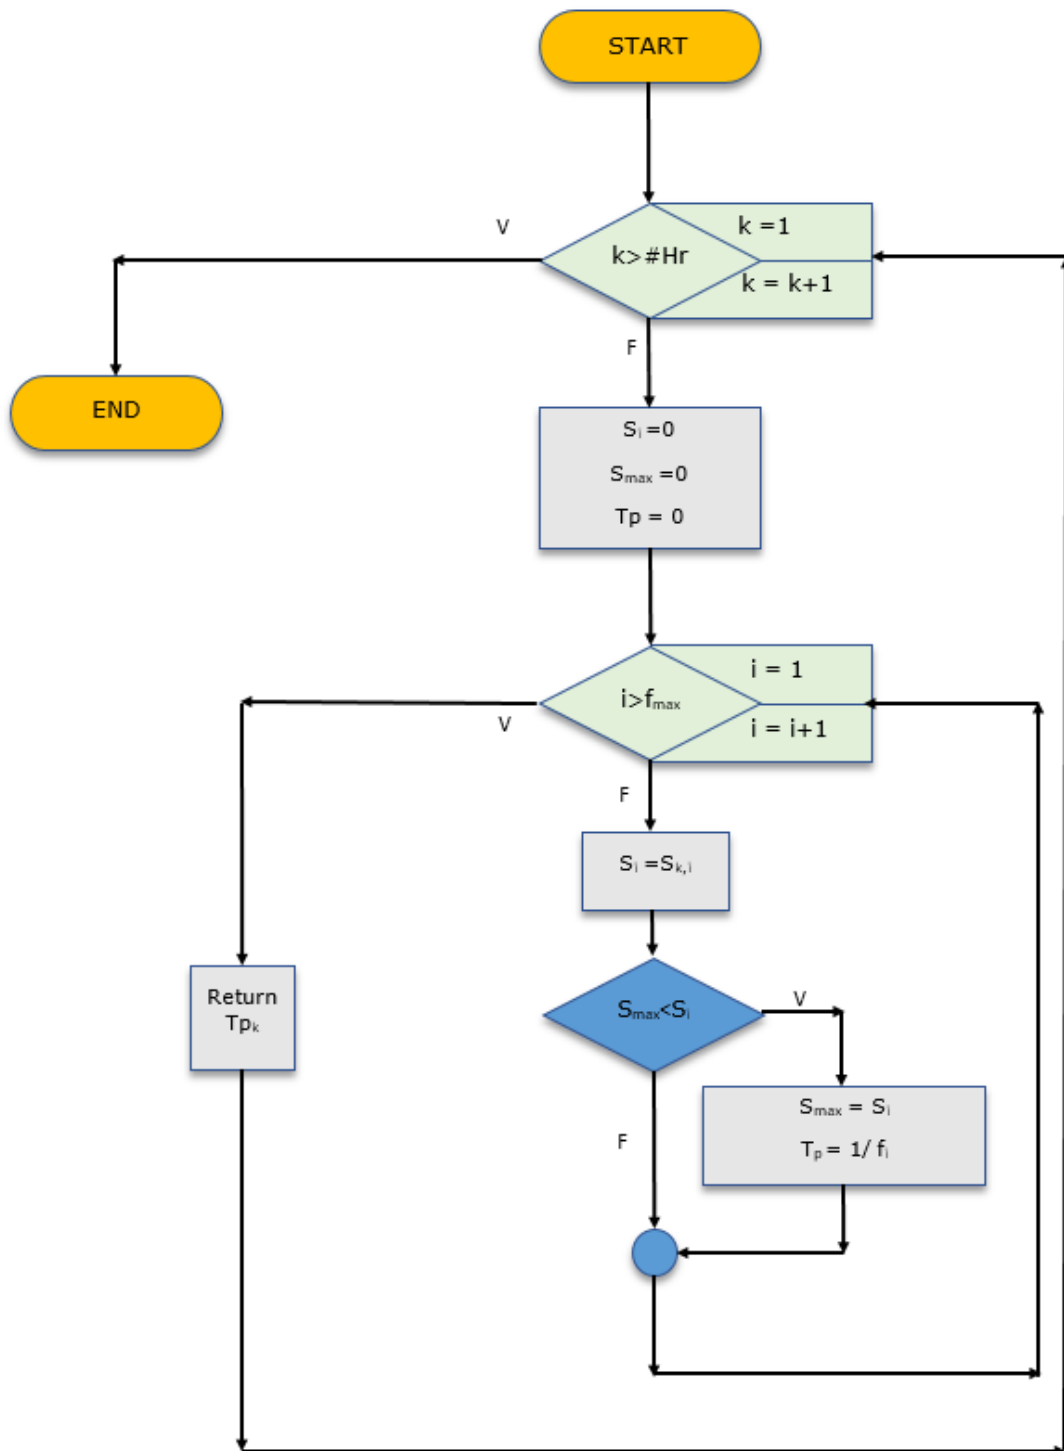 START
V
k =1
k>#Hr
k = k+1
F
END
Sᵢ =0
Sₘₐₓ =0
Tp = 0
i = 1
i>fₘₐₓ
V
i = i+1
F
Sᵢ =Sₖ,ᵢ
Return
Tpₖ
Sₘₐₓ<Sᵢ
V
Sₘₐₓ = Sᵢ
F
Tₚ = 1/ fᵢ